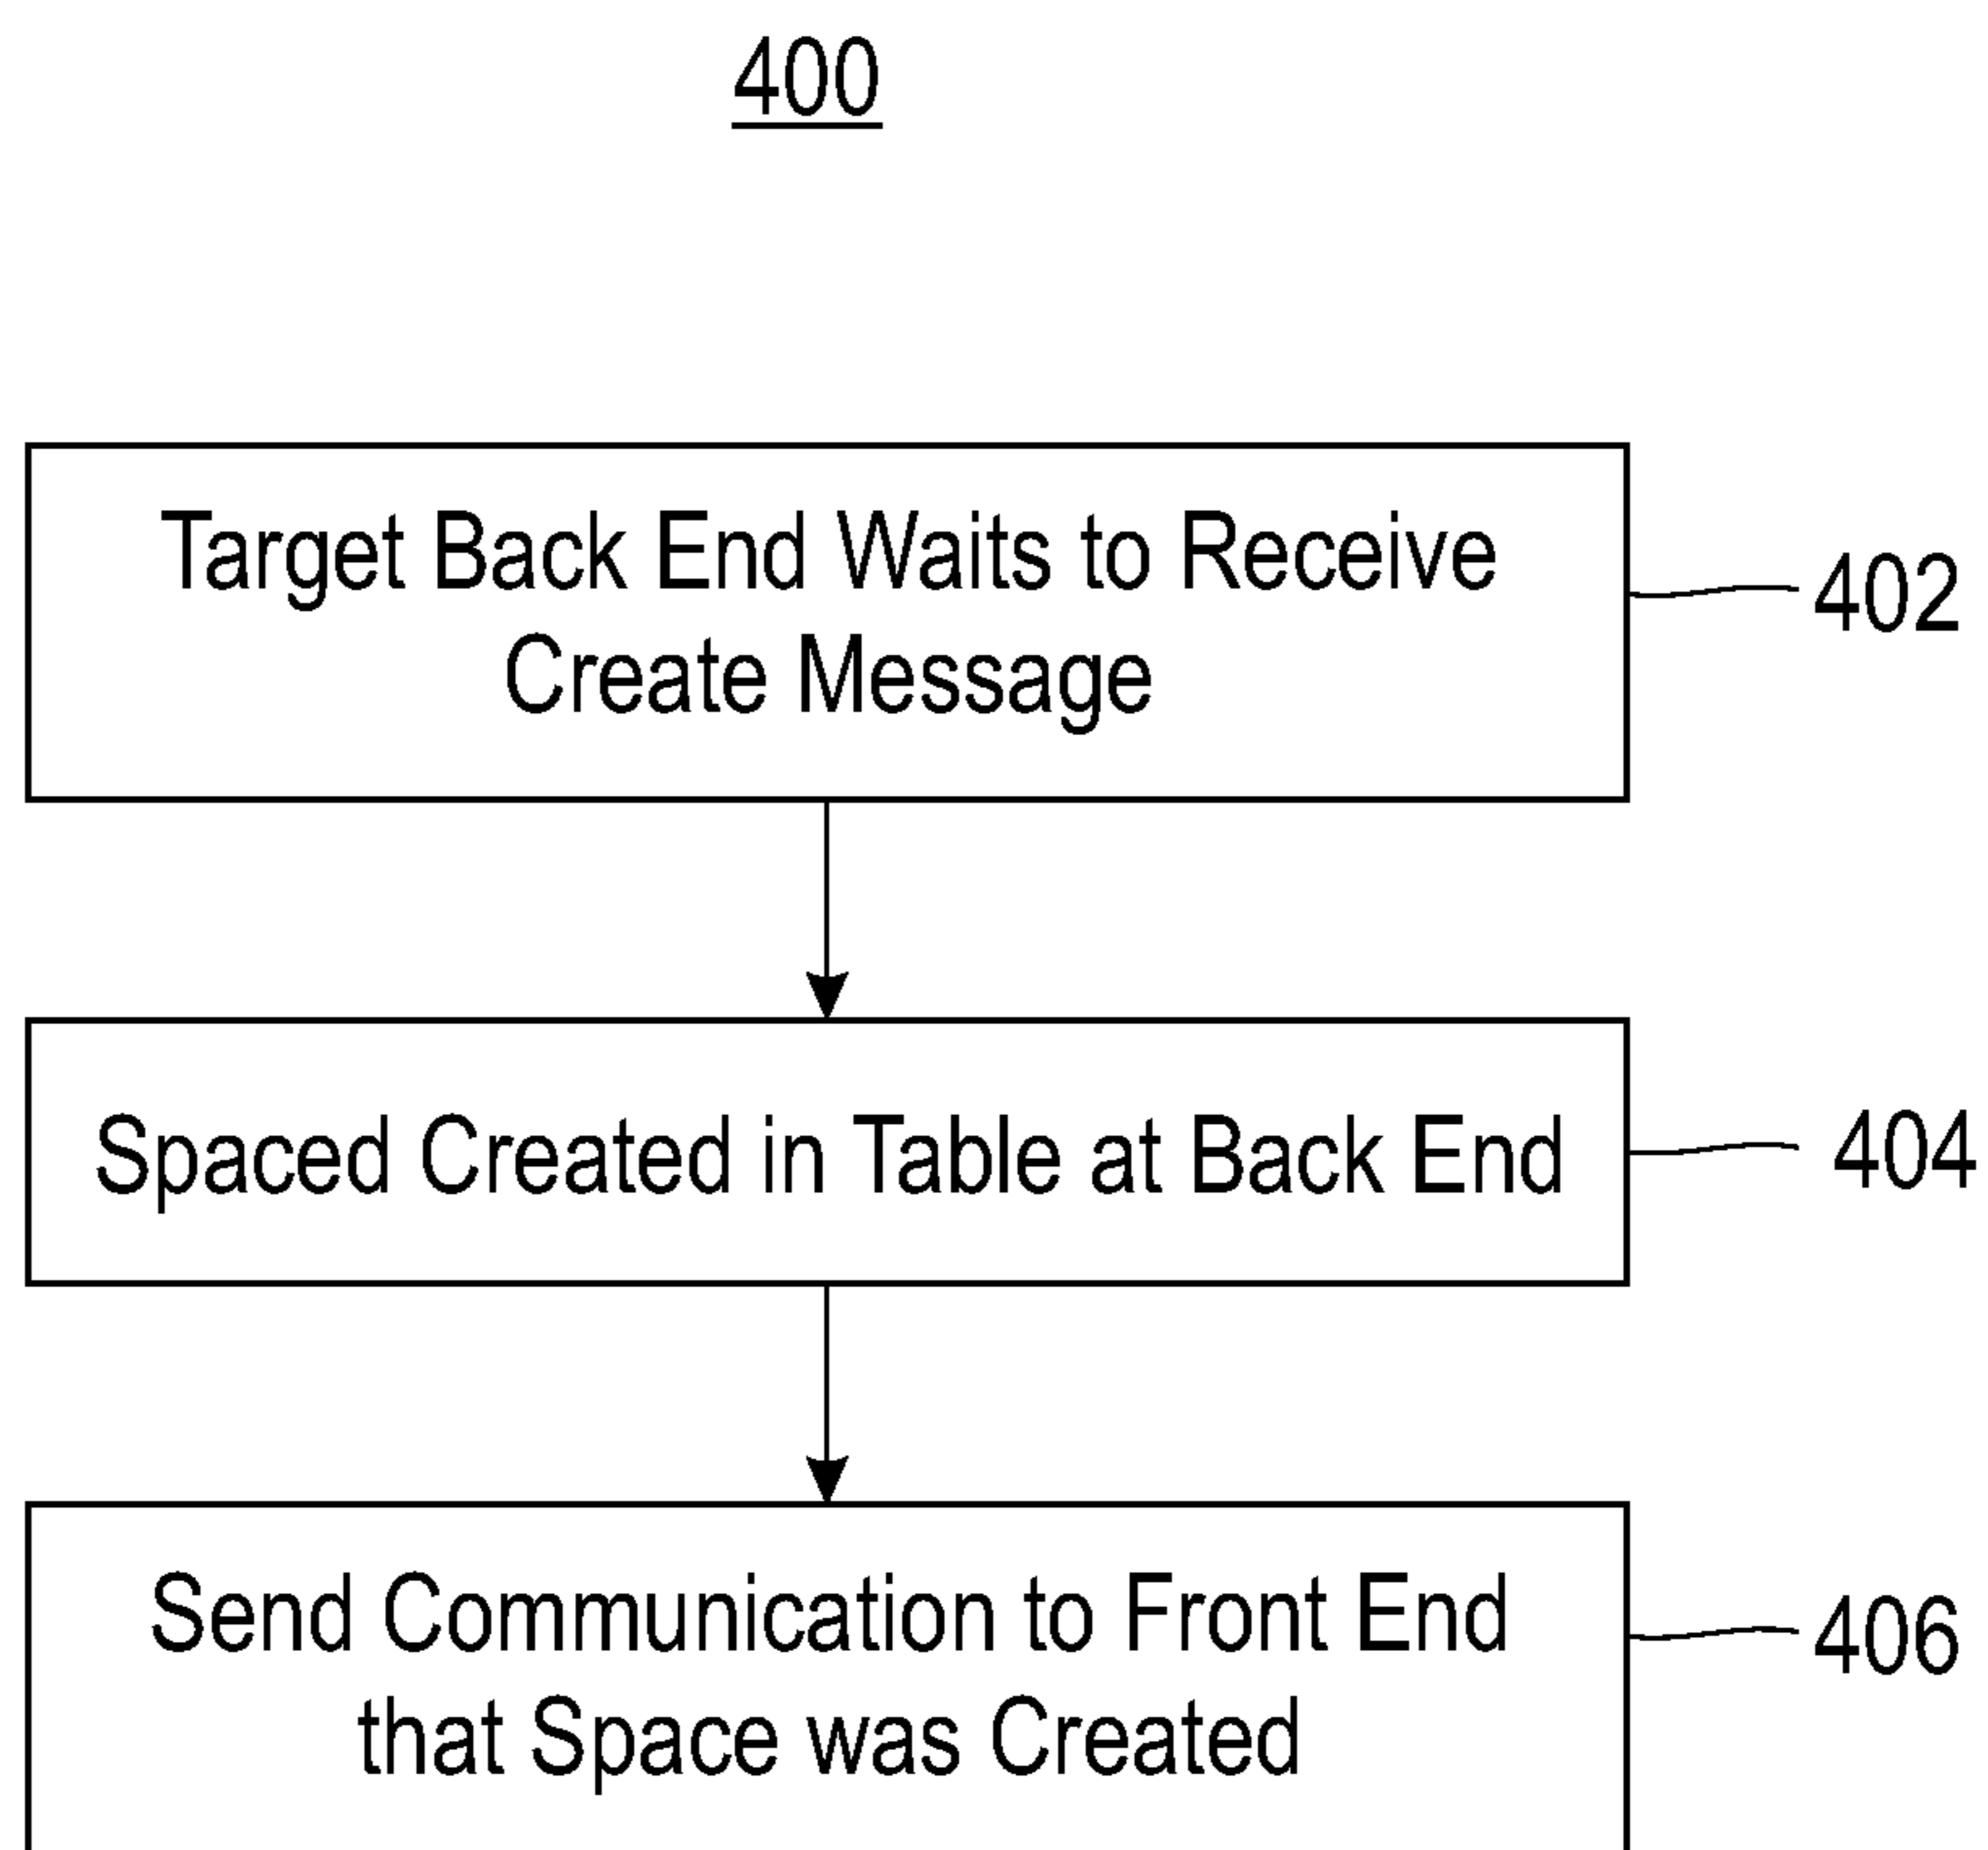 400
Target Back End Waits to Receive
Create Message
402
Spaced Created in Table at Back End
404
Send Communication to Front End
that Space was Created
406